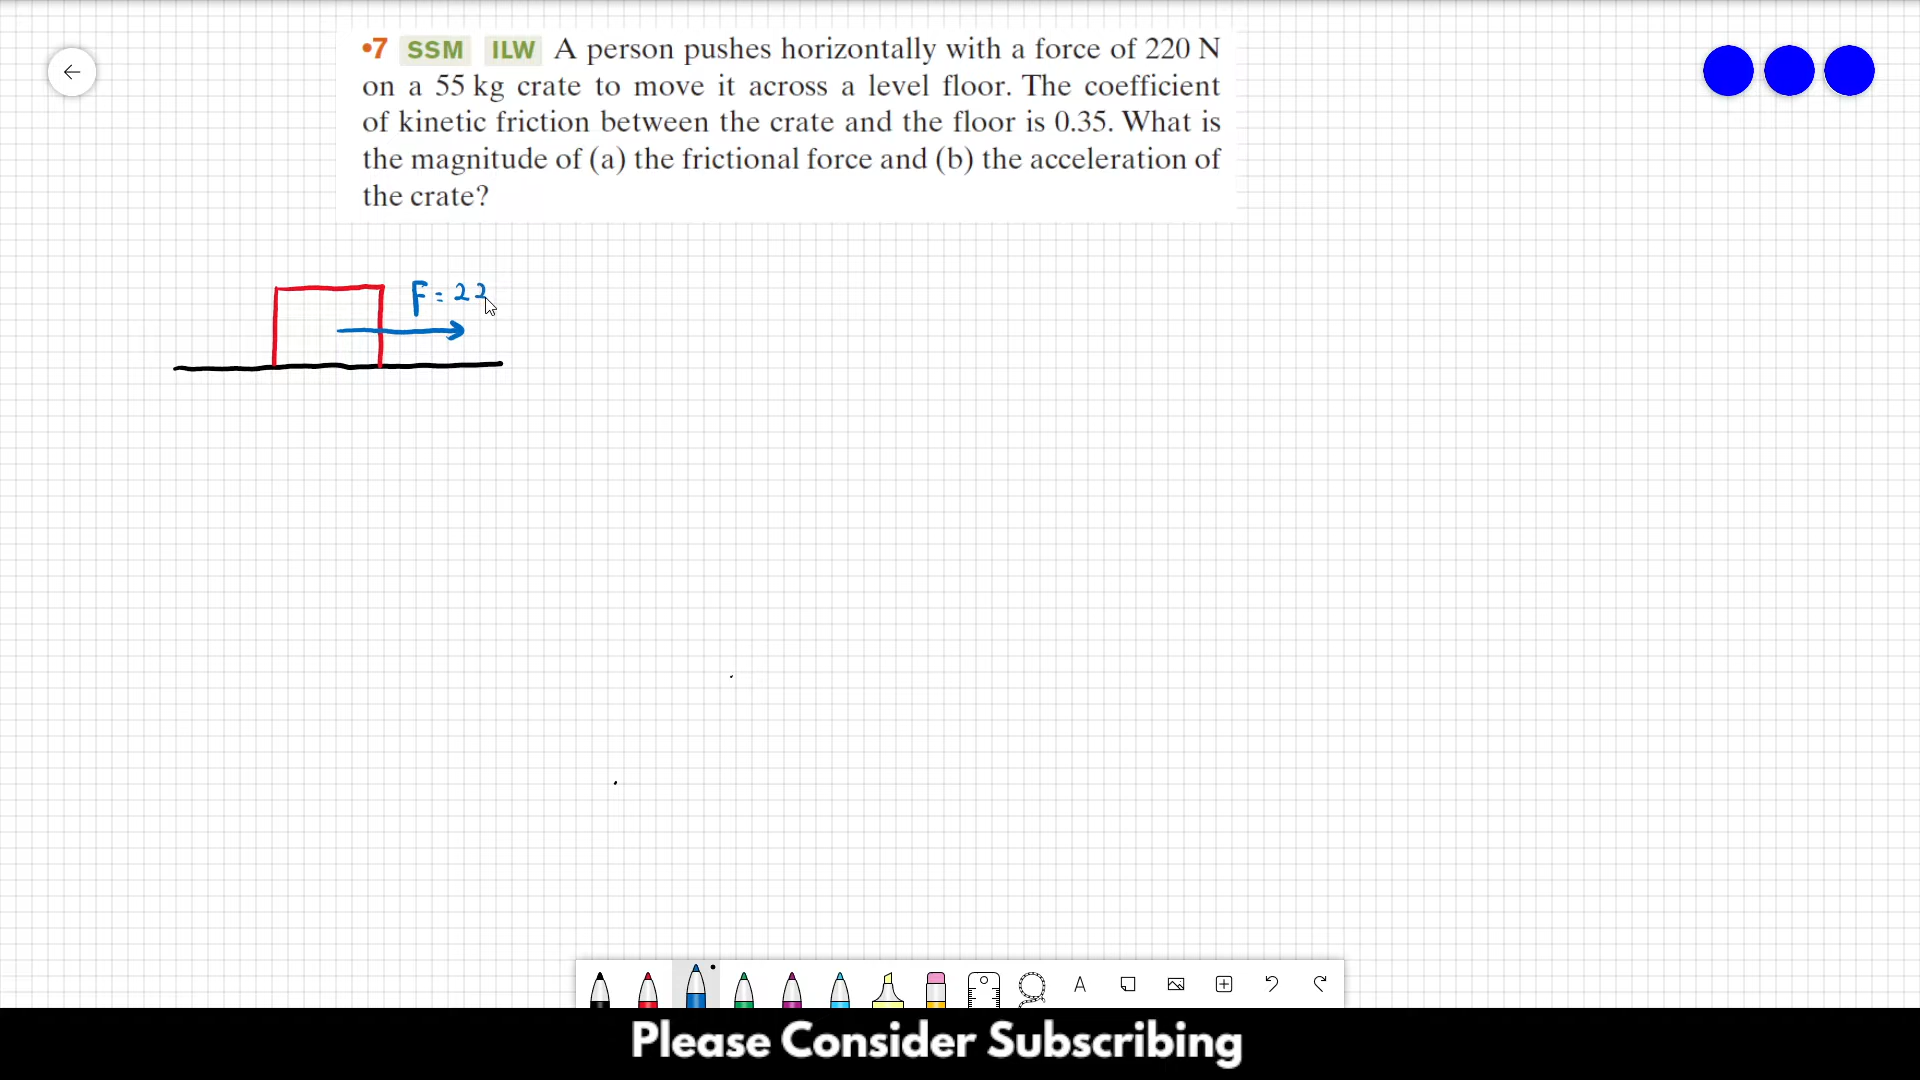 •7 SSM ILW A person pushes horizontally with a force of 220 N
on a 55 kg crate to move it across a level floor. The coefficient
of kinetic friction between the crate and the floor is 0.35. What is
the magnitude of (a) the frictional force and (b) the acceleration of
the crate?
F = 22
A
Please Consider Subscribing